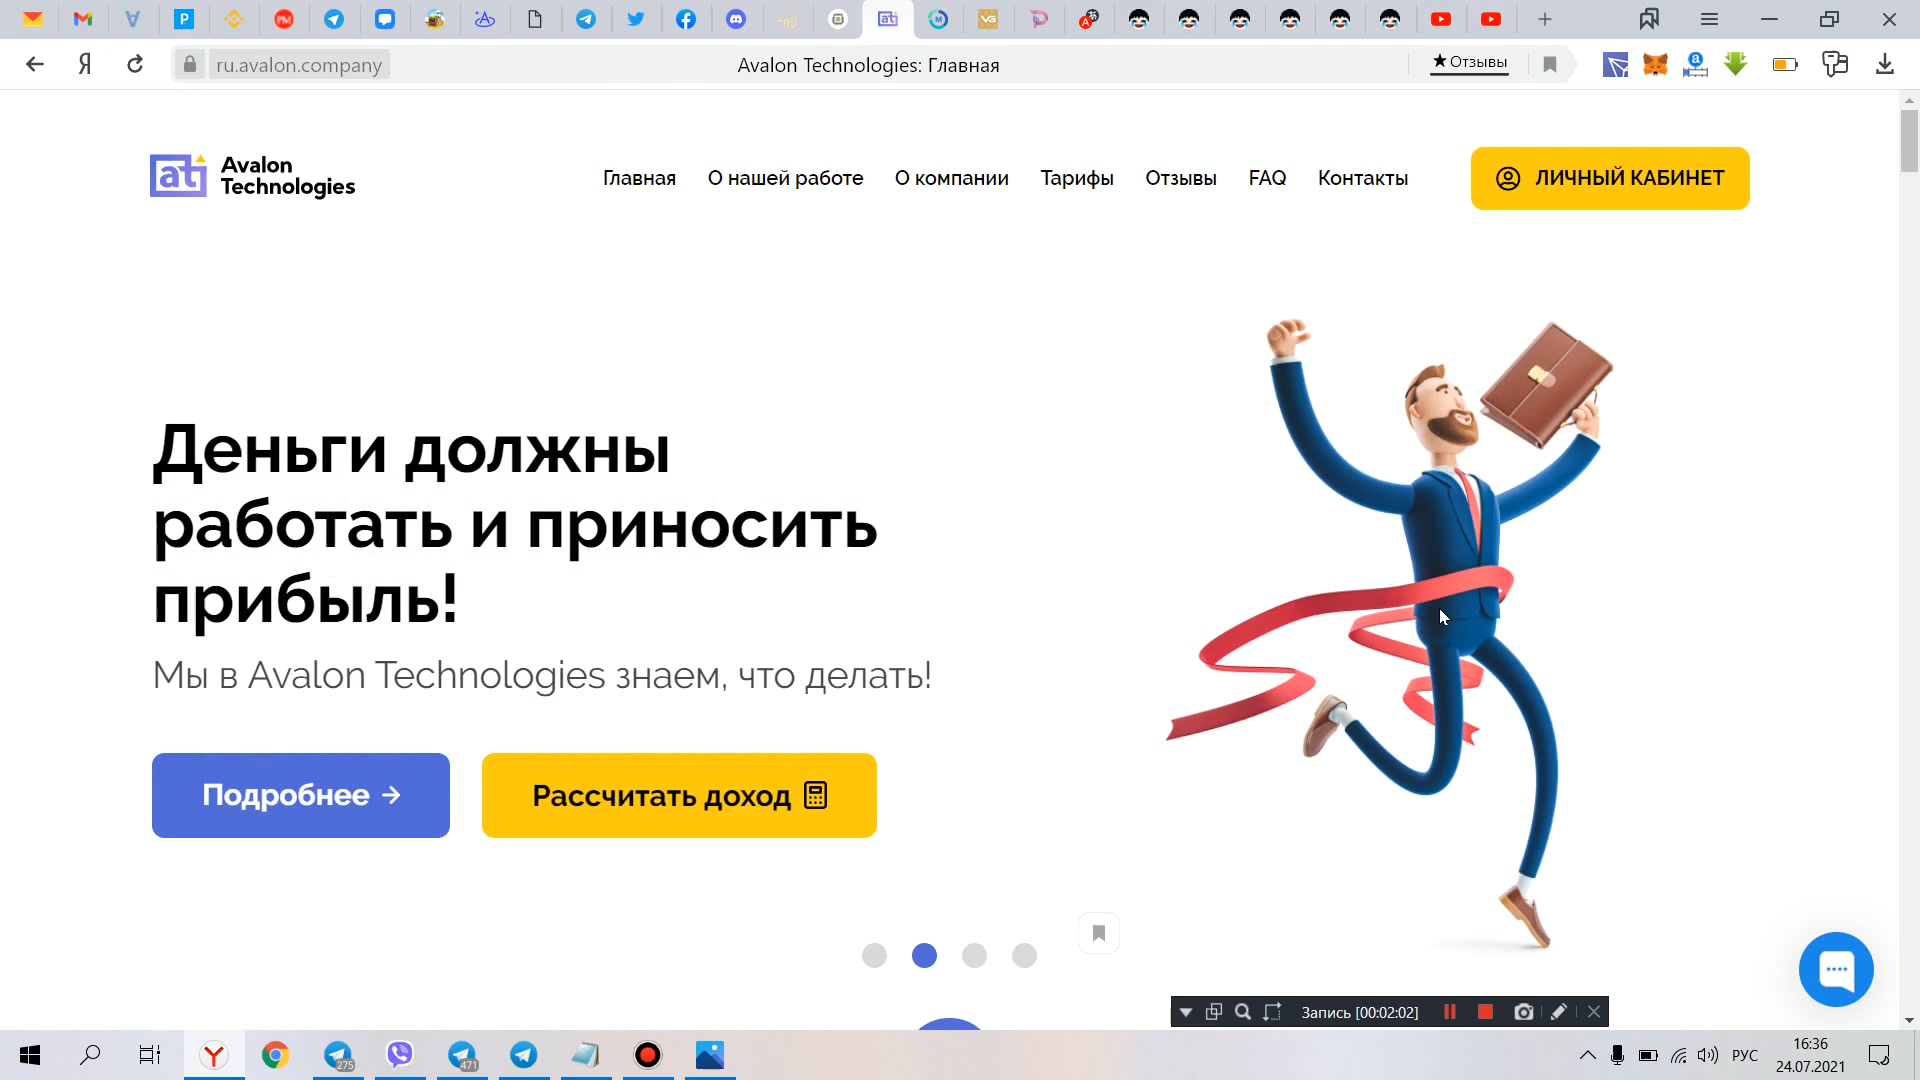 ru.avalon.company
Avalon Technologies: Главная
★Отзывы
Avalon
Technologies
Главная
О нашей работе
О компании
Тарифы
Отзывы
FAQ
Контакты
ЛИЧНЫЙ КАБИНЕТ
Деньги должны
работать и приносить
прибыль!
Мы в Avalon Technologies знаем, что делать!
Подробнее →
Рассчитать доход
Запись [00:02:02]
275
471
РУС
16:36
24.07.2021